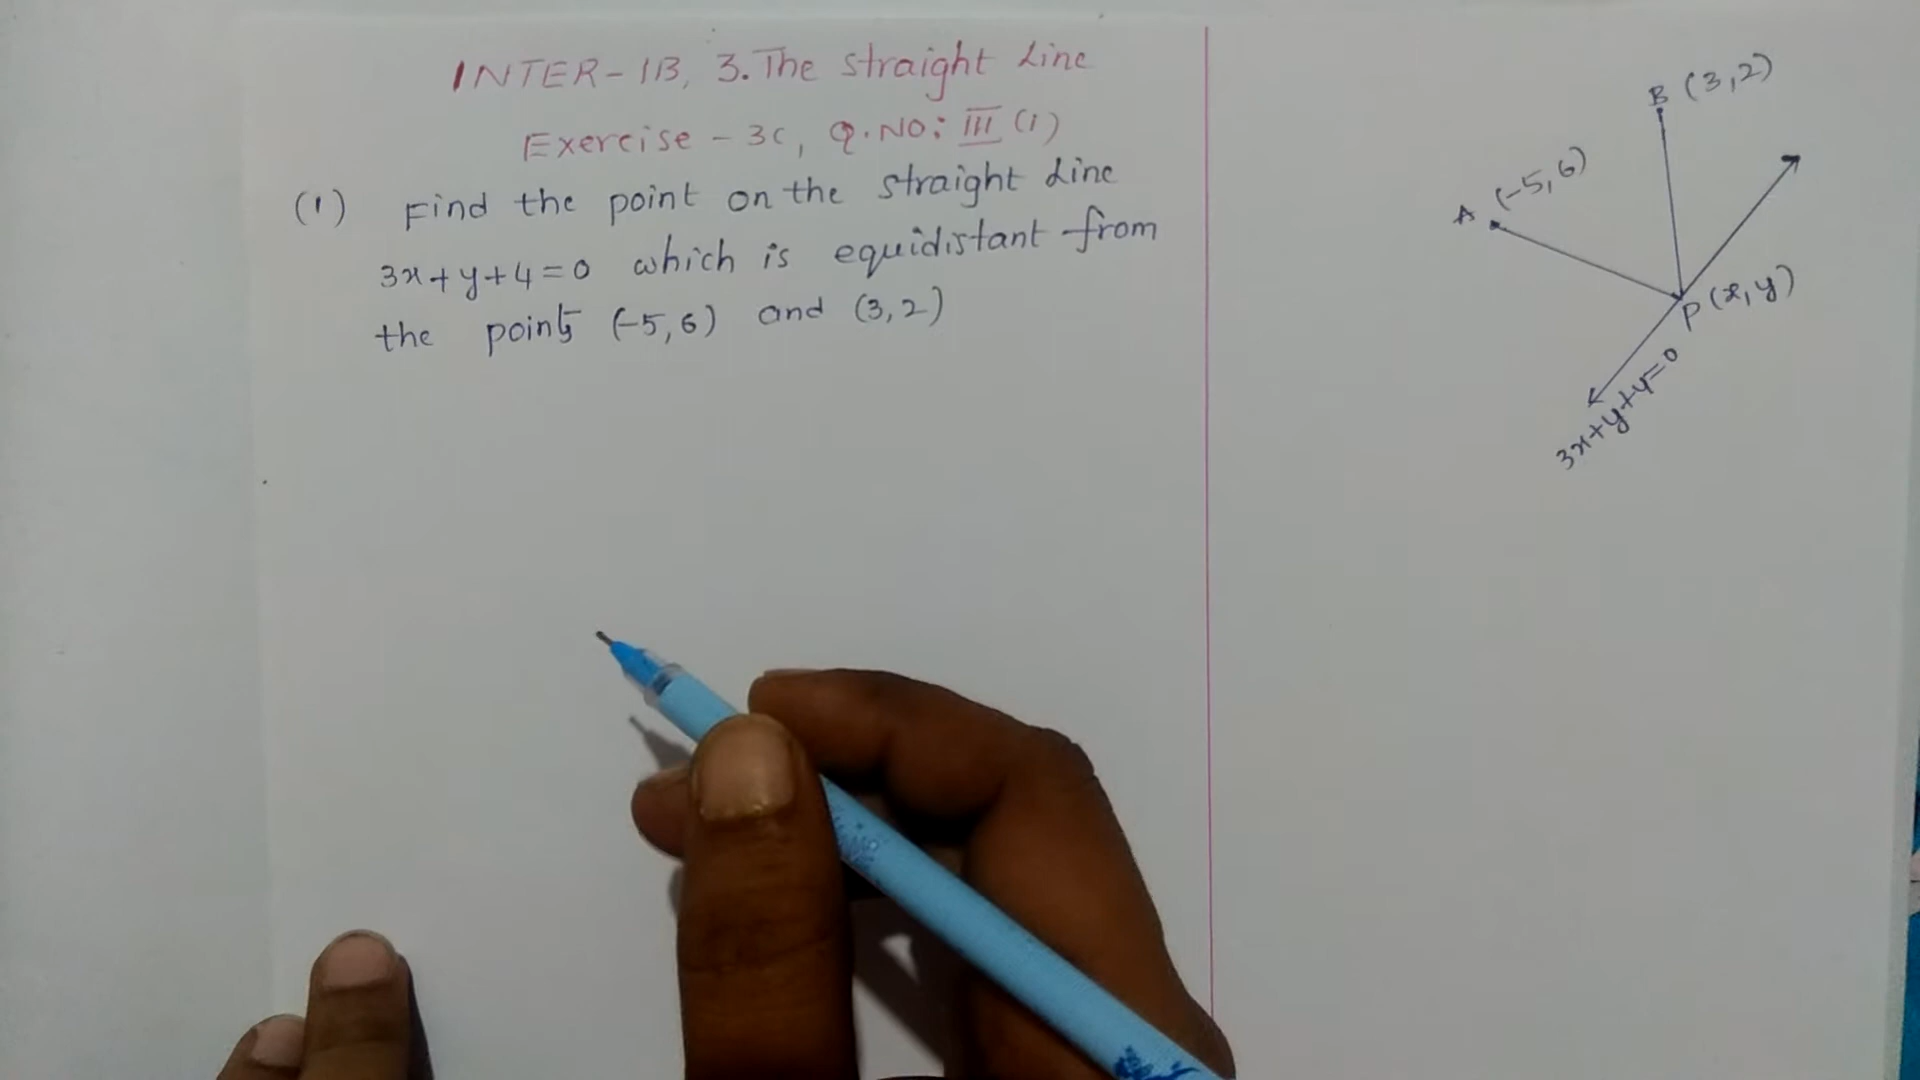 INTER-1B, 3. The straight Line
Exercise - 3c, Q.NO: III (1)
(1) Find the point on the straight Line
3x+y+4=0 which is equidistant from
the points (-5,6) and (3,2)
B (3,2)
A (-5,6)
P(x,y)
3x+y+4=0